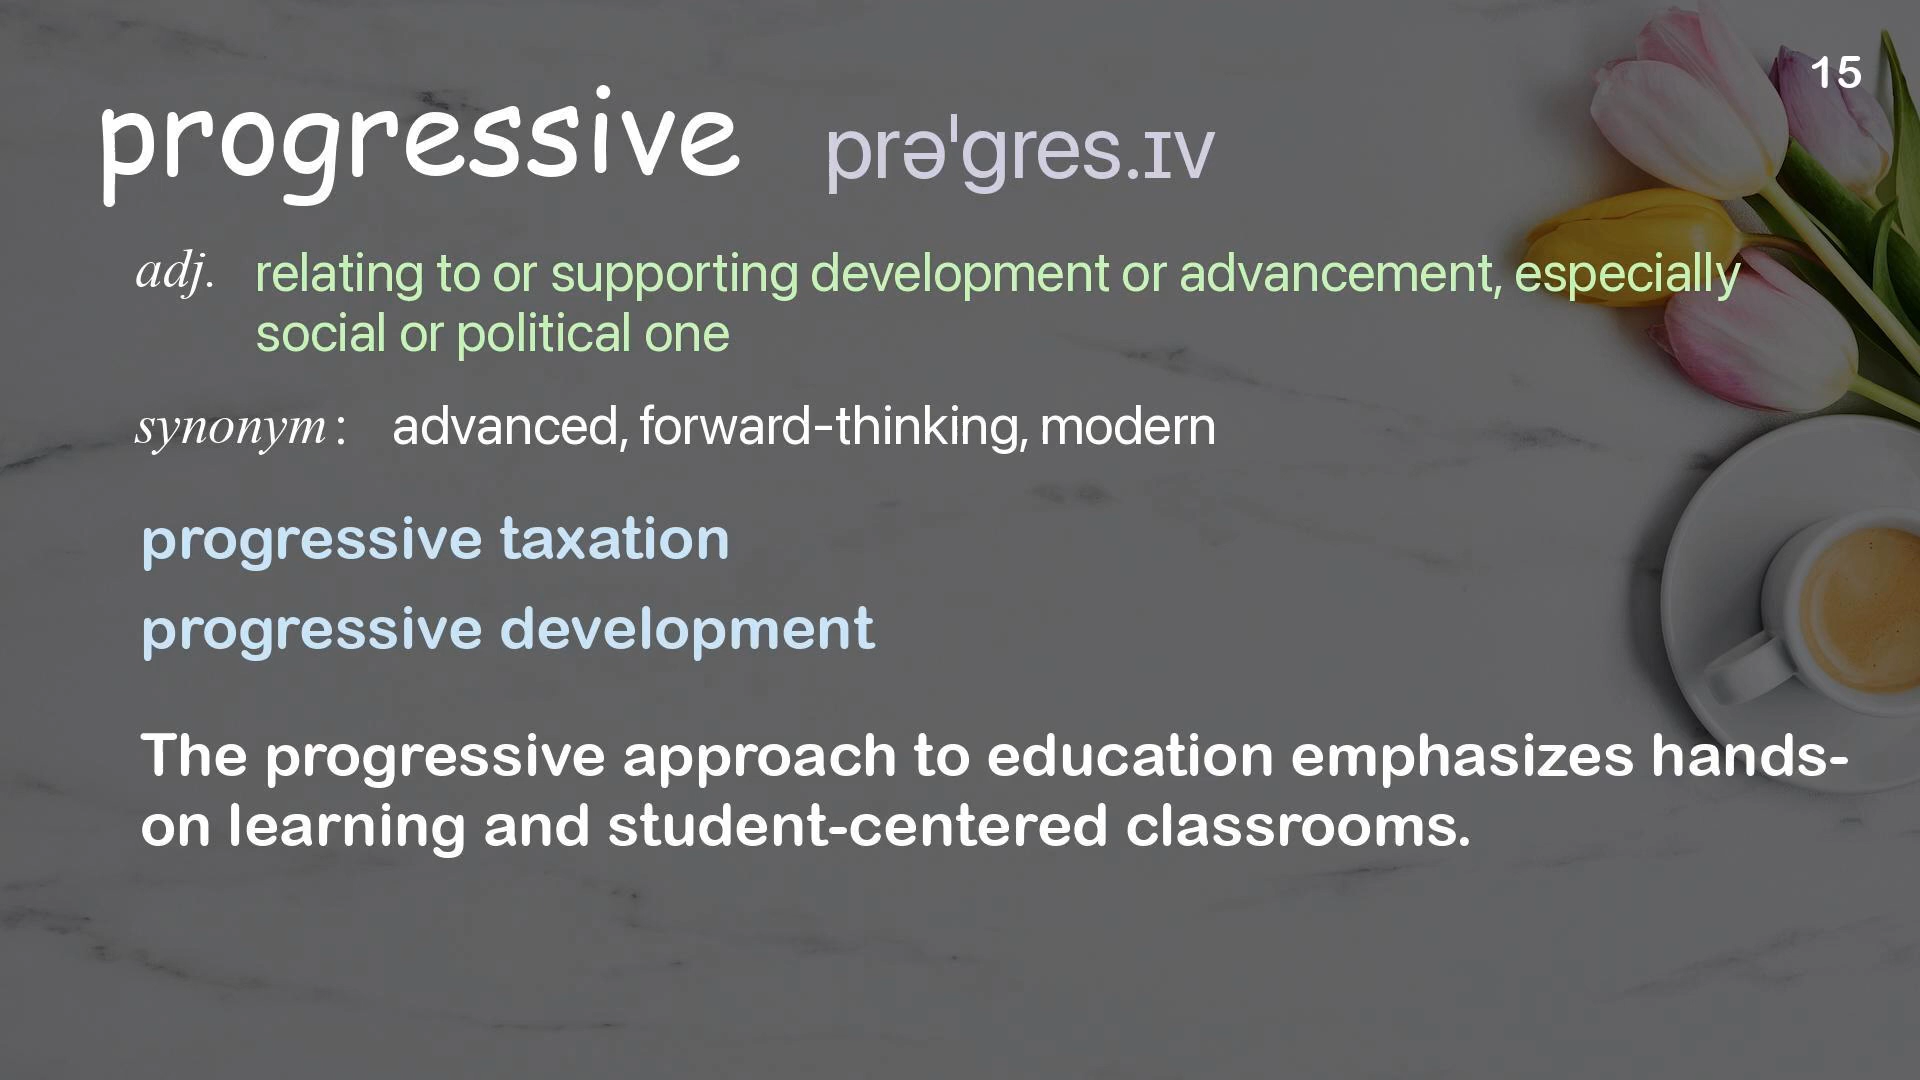 15
progressive prəˈgres.ɪv
adj. relating to or supporting development or advancement, especially
social or political one
synonym : advanced, forward-thinking, modern
progressive taxation
progressive development
The progressive approach to education emphasizes hands-
on learning and student-centered classrooms.